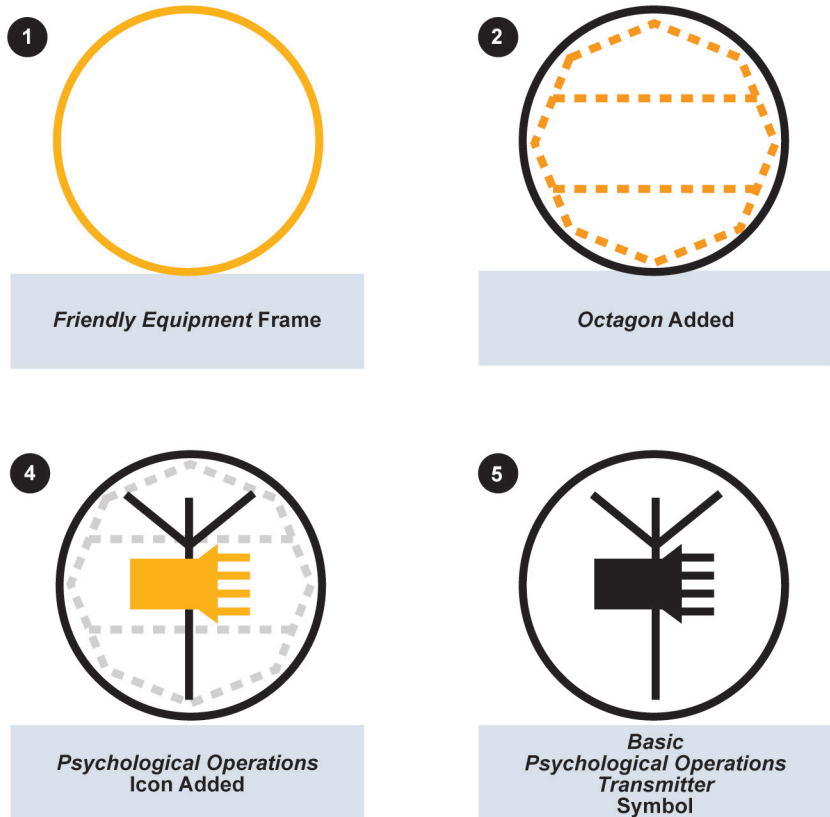 1
Friendly Equipment Frame
2
Octagon Added
4
Psychological Operations
Icon Added
5
Basic
Psychological Operations
Transmitter
Symbol